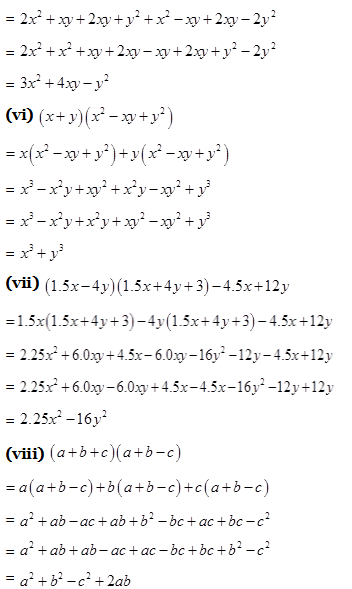 = 2x² + xy + 2xy + y² + x² − xy + 2xy − 2y²
= 2x² + x² + xy + 2xy − xy + 2xy + y² − 2y²
= 3x² + 4xy − y²
(vi) (x + y)(x² − xy + y²)
= x(x² − xy + y²) + y(x² − xy + y²)
= x³ − x²y + xy² + x²y − xy² + y³
= x³ − x²y + x²y + xy² − xy² + y³
= x³ + y³
(vii) (1.5x − 4y)(1.5x + 4y + 3) − 4.5x + 12y
= 1.5x(1.5x + 4y + 3) − 4y(1.5x + 4y + 3) − 4.5x + 12y
= 2.25x² + 6.0xy + 4.5x − 6.0xy − 16y² − 12y − 4.5x + 12y
= 2.25x² + 6.0xy − 6.0xy + 4.5x − 4.5x − 16y² − 12y + 12y
= 2.25x² − 16y²
(viii) (a + b + c)(a + b − c)
= a(a + b − c) + b(a + b − c) + c(a + b − c)
= a² + ab − ac + ab + b² − bc + ac + bc − c²
= a² + ab + ab − ac + ac − bc + bc + b² − c²
= a² + b² − c² + 2ab